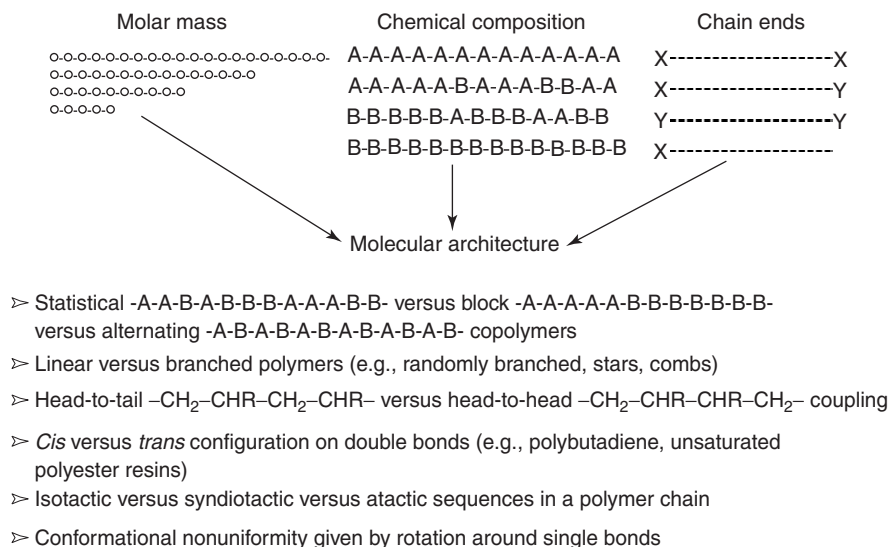 Molar mass
Chemical composition
Chain ends
o-o-o-o-o-o-o-o-o-o-o-o-o-o-o-o-o-o-o-o-
o-o-o-o-o-o-o-o-o-o-o-o-o-o-o
o-o-o-o-o-o-o-o-o-o
o-o-o-o-o
A-A-A-A-A-A-A-A-A-A-A-A-A
A-A-A-A-A-B-A-A-A-B-B-A-A
B-B-B-B-B-A-B-B-B-A-A-B-B
B-B-B-B-B-B-B-B-B-B-B-B-B
X--------------------X
X--------------------Y
Y--------------------Y
X--------------------
Molecular architecture
➢ Statistical -A-A-B-A-B-B-B-A-A-A-B-B- versus block -A-A-A-A-A-B-B-B-B-B-B-B-
versus alternating -A-B-A-B-A-B-A-B-A-B-A-B- copolymers
➢ Linear versus branched polymers (e.g., randomly branched, stars, combs)
➢ Head-to-tail –CH₂–CHR–CH₂–CHR– versus head-to-head –CH₂–CHR–CHR–CH₂– coupling
➢ Cis versus trans configuration on double bonds (e.g., polybutadiene, unsaturated
polyester resins)
➢ Isotactic versus syndiotactic versus atactic sequences in a polymer chain
➢ Conformational nonuniformity given by rotation around single bonds